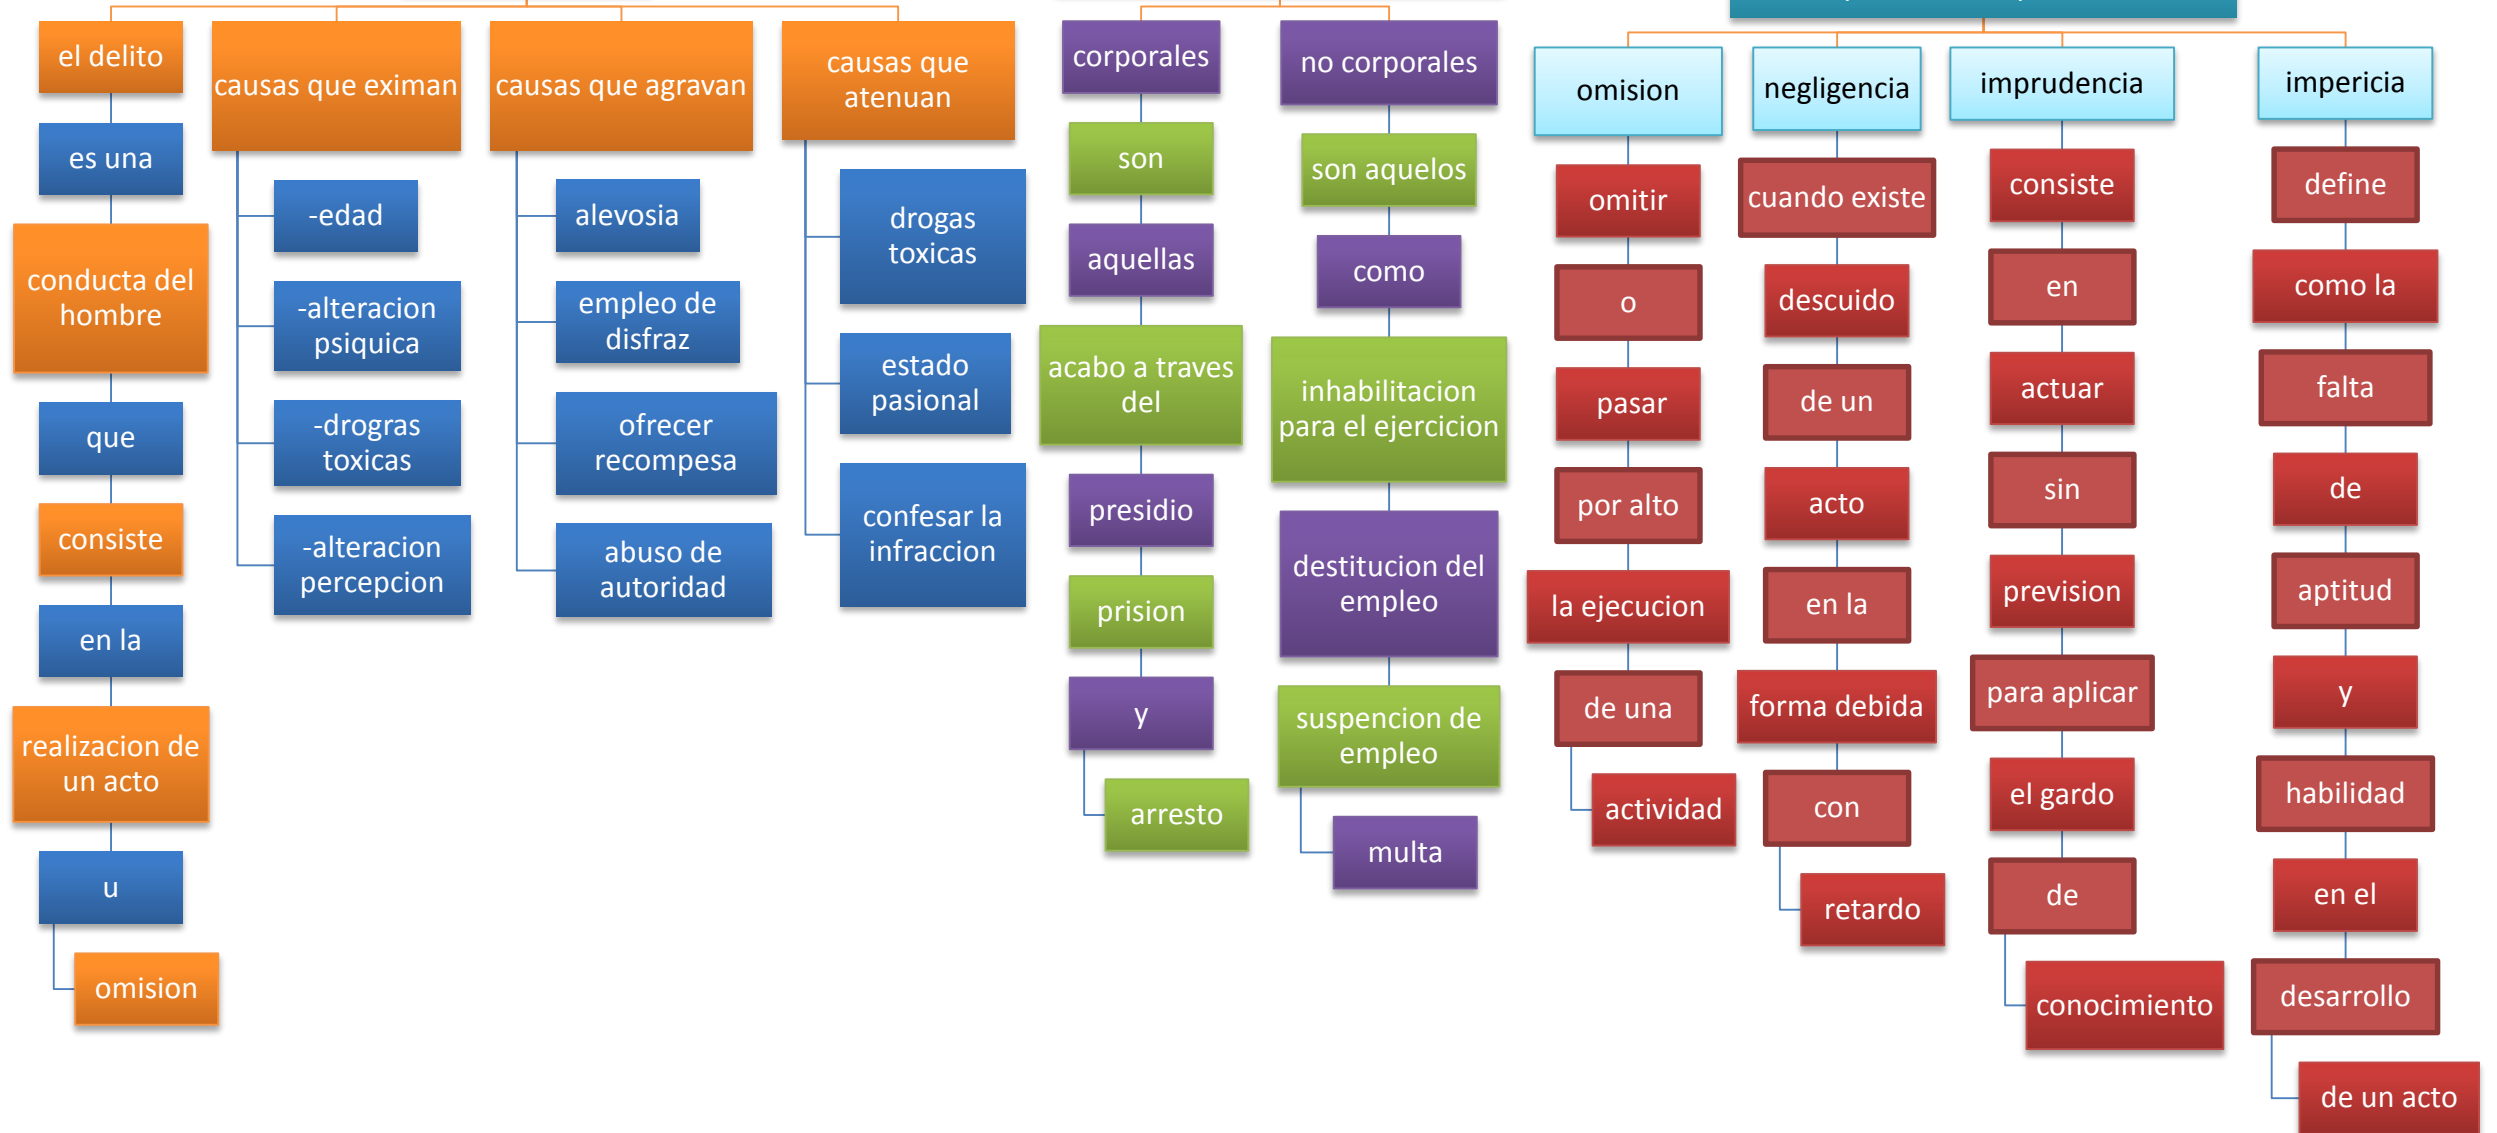 el delito
es una
conducta del
hombre
que
consiste
en la
realizacion de
un acto
u
omision
causas que eximan
-edad
-alteracion
psiquica
-drogras
toxicas
-alteracion
percepcion
causas que agravan
alevosia
empleo de
disfraz
ofrecer
recompesa
abuso de
autoridad
causas que
atenuan
drogas
toxicas
estado
pasional
confesar la
infraccion
corporales
son
aquellas
acabo a traves
del
presidio
prision
y
arresto
no corporales
son aquelos
como
inhabilitacion
para el ejercicion
destitucion del
empleo
suspencion de
empleo
multa
omision
omitir
o
pasar
por alto
la ejecucion
de una
actividad
negligencia
cuando existe
descuido
de un
acto
en la
forma debida
con
retardo
imprudencia
consiste
en
actuar
sin
prevision
para aplicar
el gardo
de
conocimiento
impericia
define
como la
falta
de
aptitud
y
habilidad
en el
desarrollo
de un acto